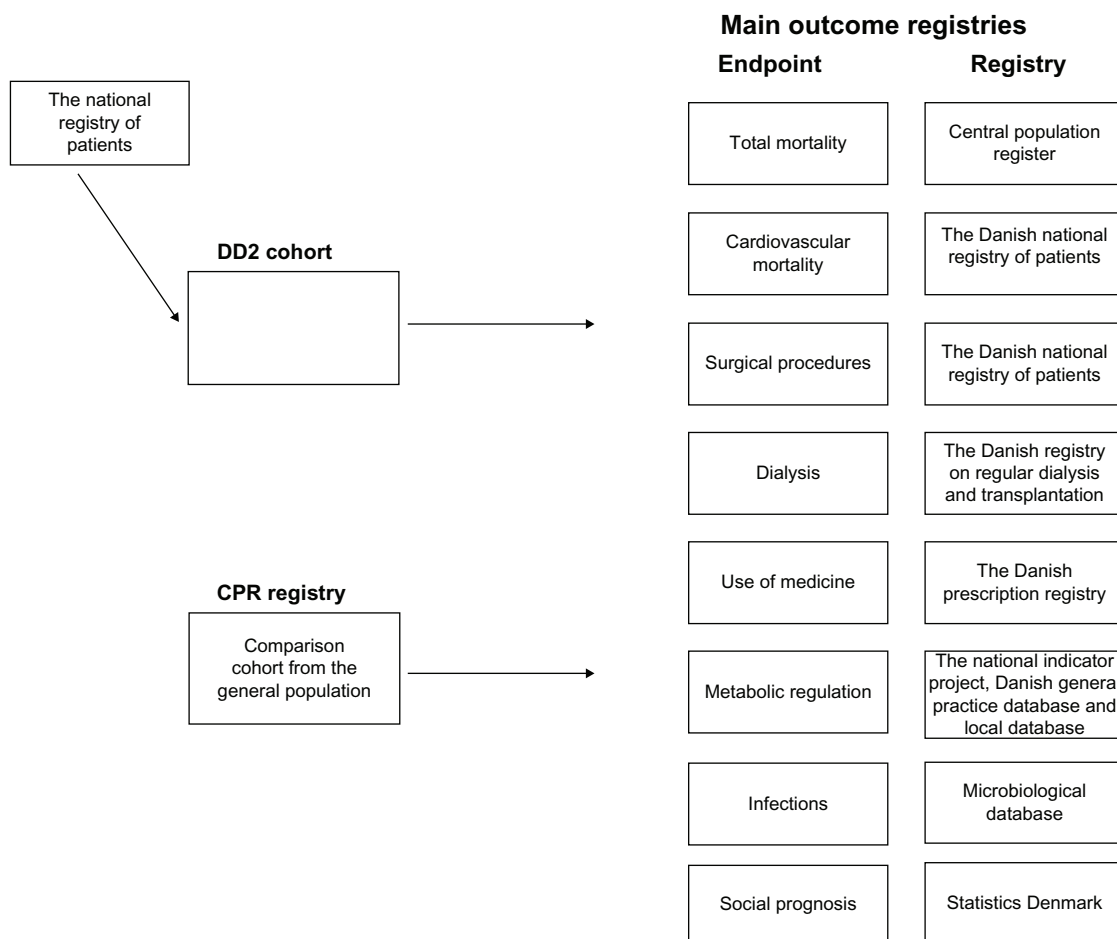 Main outcome registries
Endpoint
Registry
The national
registry of
patients
Total mortality
Central population
register
DD2 cohort
Cardiovascular
mortality
The Danish national
registry of patients
Surgical procedures
The Danish national
registry of patients
Dialysis
The Danish registry
on regular dialysis
and transplantation
CPR registry
Comparison
cohort from the
general population
Use of medicine
The Danish
prescription registry
Metabolic regulation
The national indicator
project, Danish genera
practice database and
local database
Infections
Microbiological
database
Social prognosis
Statistics Denmark